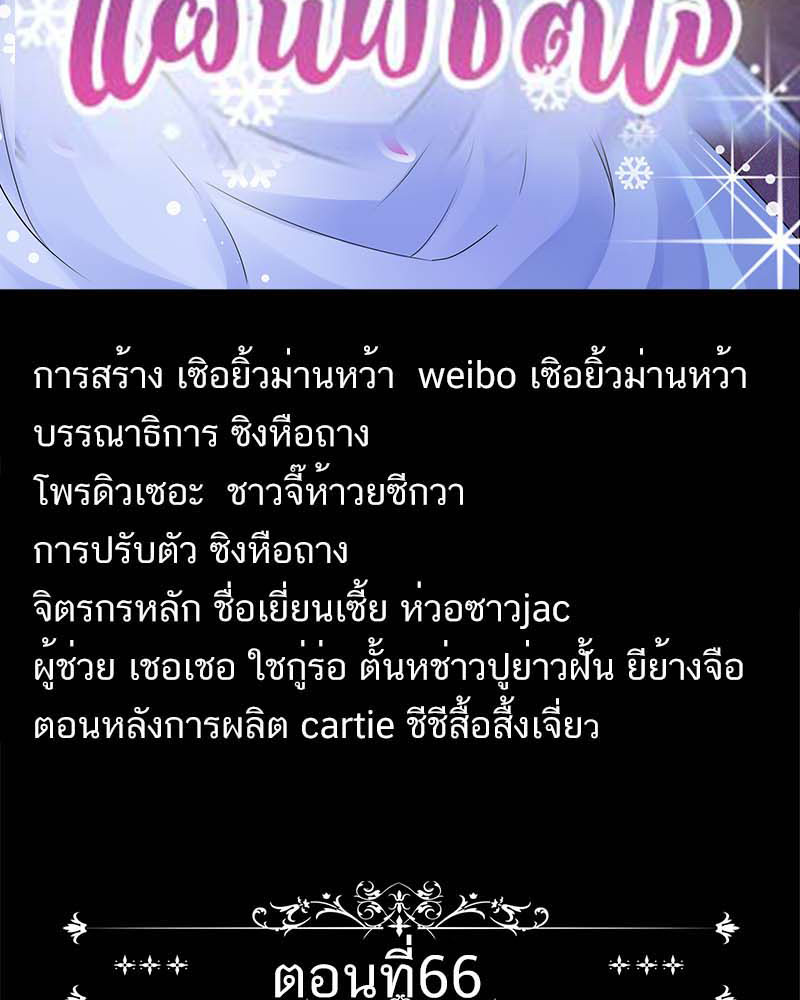 แผนพิชิตใจ
การสร้าง เซิอยิ้วม่านหว้า weibo เซิอยิ้วม่านหว้า
บรรณาธิการ ซิงหือถาง
โพรดิวเซอะ ชาวจี๊ห้าวยซีกวา
การปรับตัว ซิงหือถาง
จิตรกรหลัก ชื่อเยี่ยนเซี้ย ห่วอซาวjac
ผู้ช่วย เชอเชอ ใชกู่ร่อ ตั้นหช่าวปูย่าวฝั้น ยีย้างจือ
ตอนหลังการผลิต cartie ชีชีสื้อสิ้งเจี่ยว
ตอนที่66